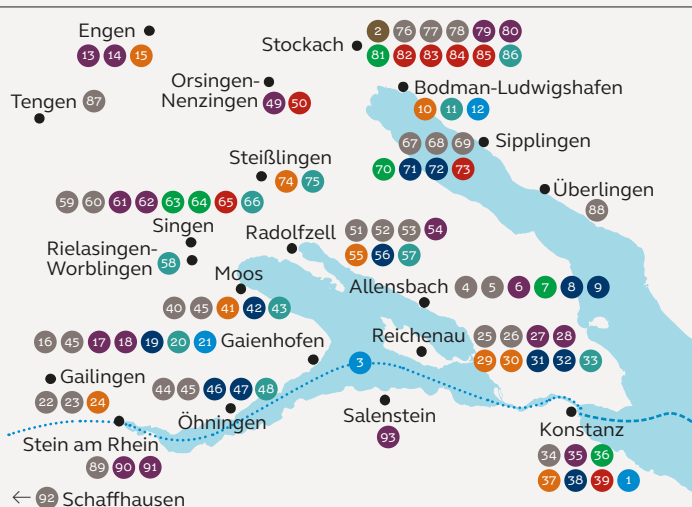 Engen
13 14 15
Stockach
2 76 77 78 79 80
81 82 83 84 85 86
Tengen 87
Orsingen-
Nenzingen 49 50
Bodman-Ludwigshafen
10 11 12
67 68 69 Sipplingen
70 71 72 73
Steißlingen
74 75
Überlingen
88
59 60 61 62 63 64 65 66
Singen
Rielasingen-
Worblingen 58
Radolfzell 51 52 53 54
55 56 57
Moos
40 45 41 42 43
Allensbach 4 5 6 7 8 9
16 45 17 18 19 20 21 Gaienhofen
Reichenau 25 26 27 28
29 30 31 32 33
3
Gailingen
22 23 24
44 45 46 47 48
Öhningen
Salenstein
93
Konstanz
34 35 36
37 38 39 1
Stein am Rhein
89 90 91
← 92 Schaffhausen